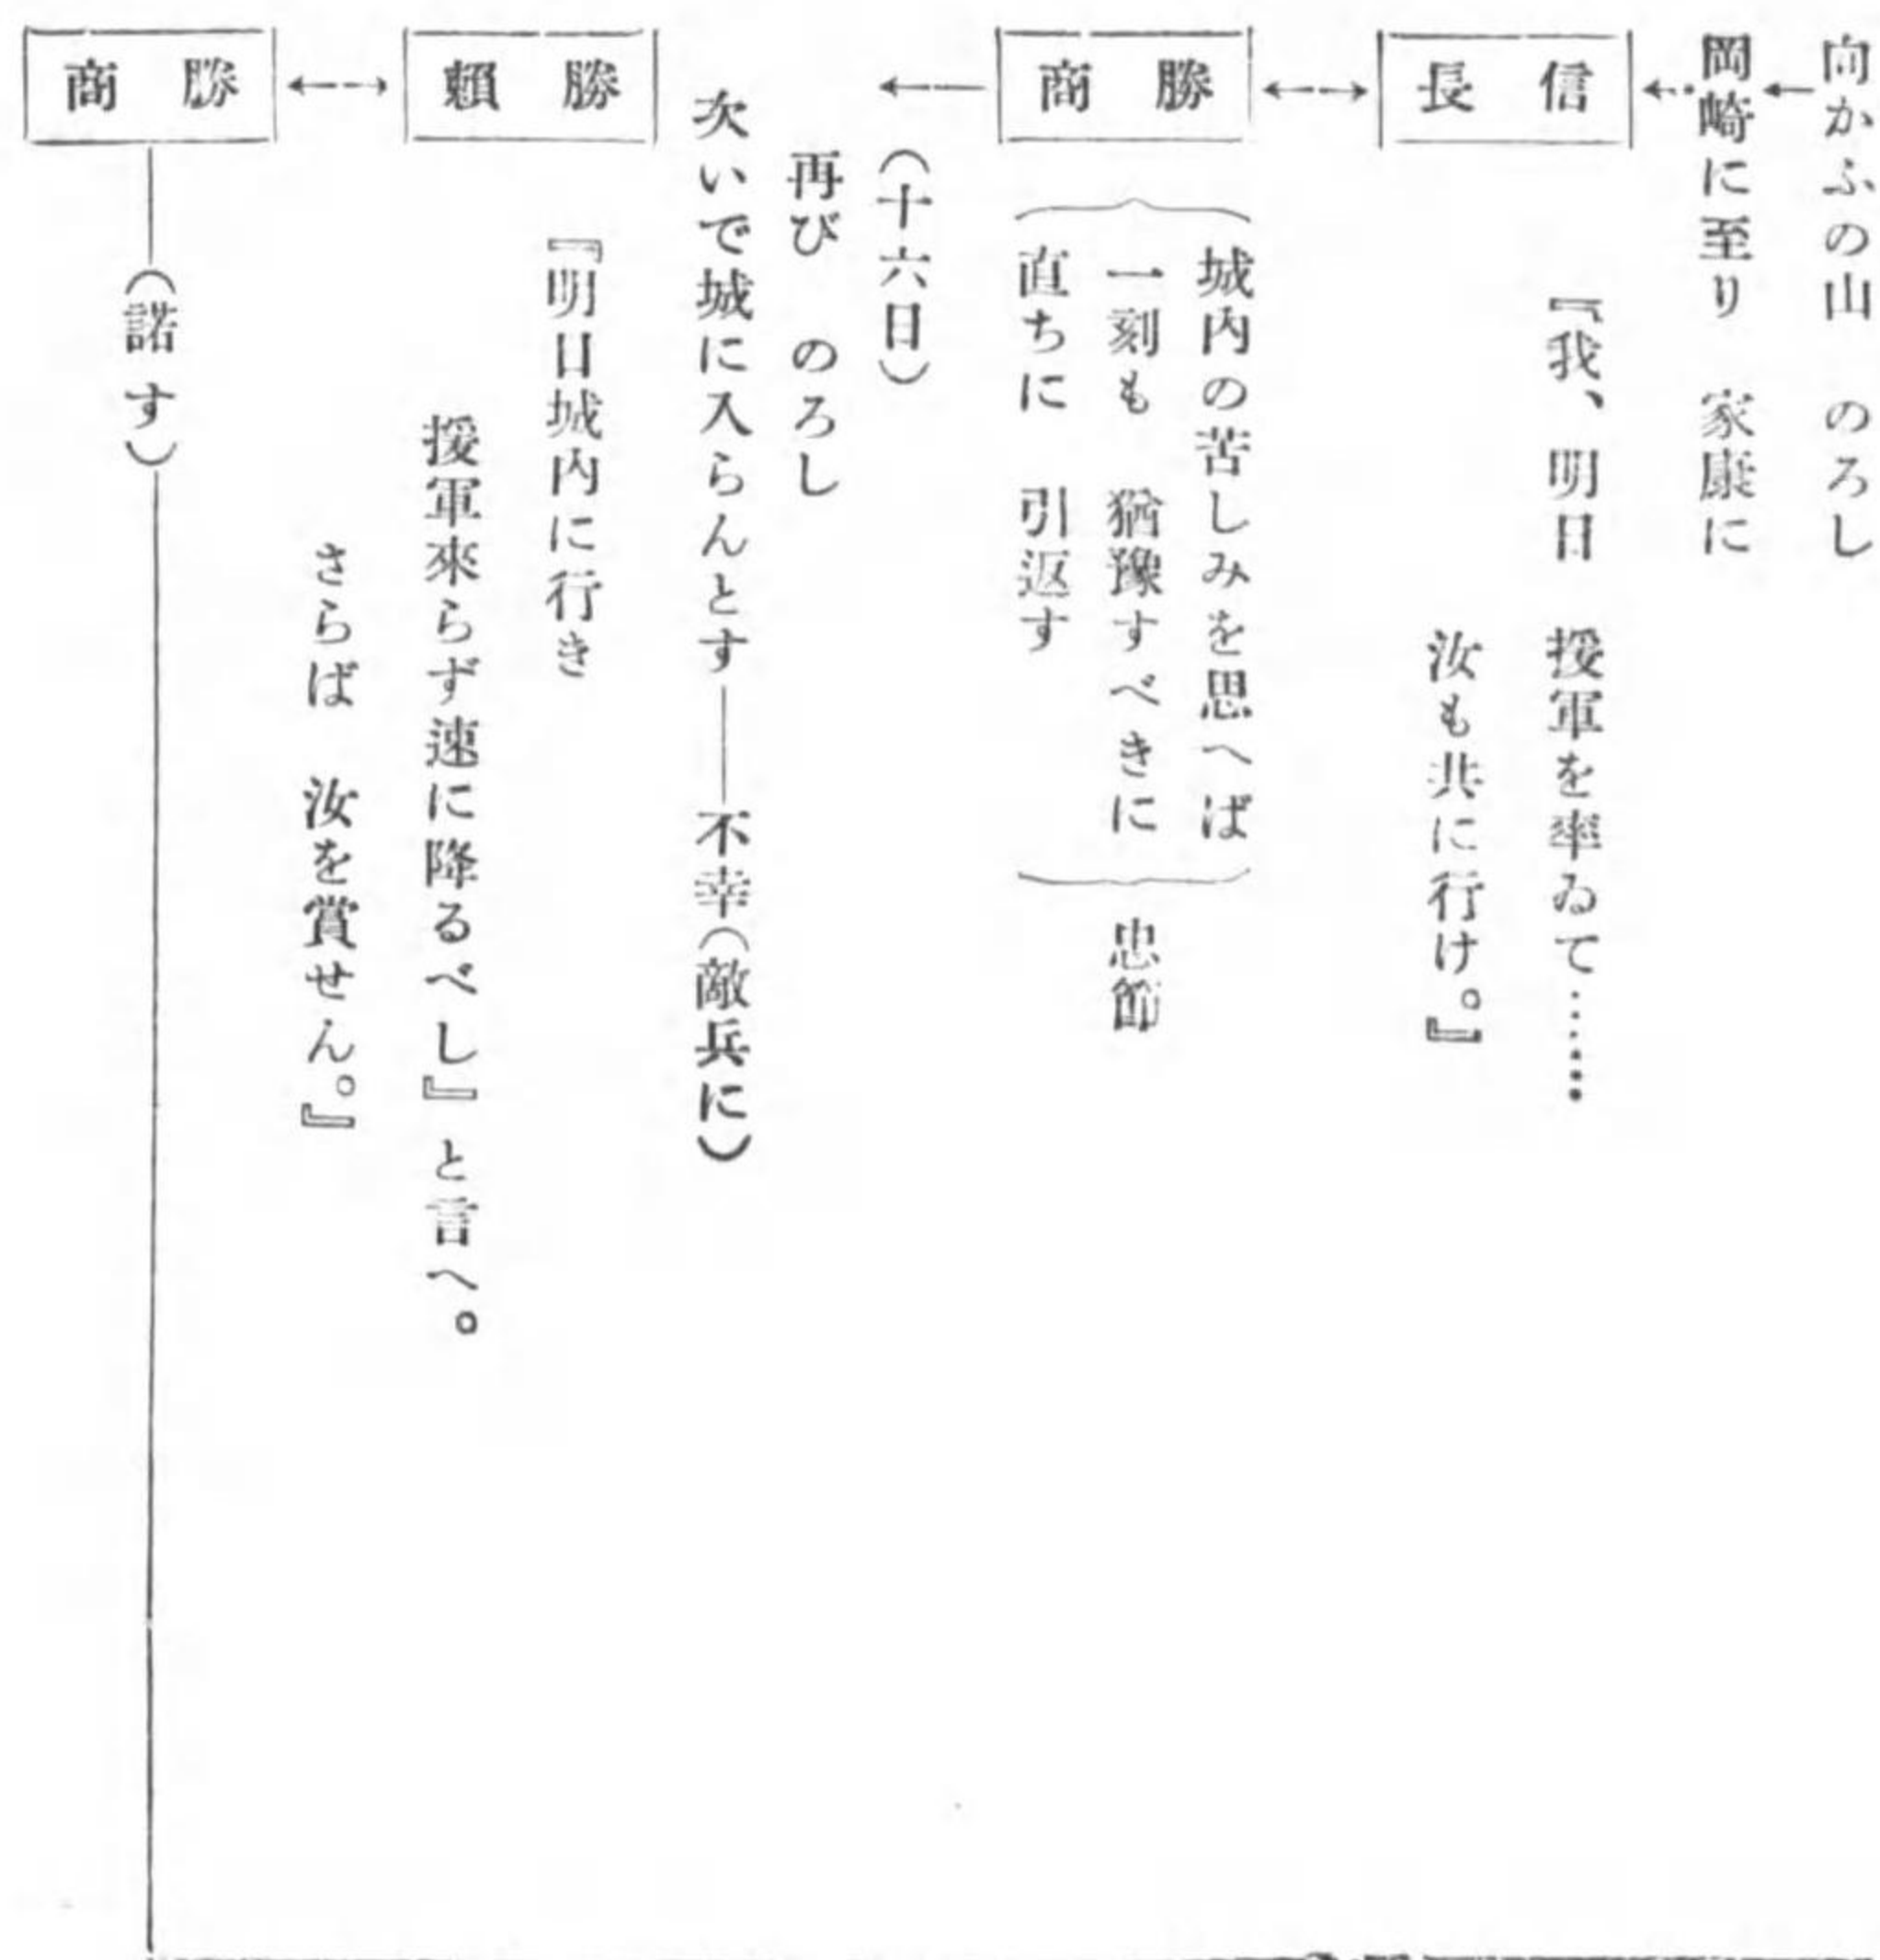 向かふの山　のろし
岡崎に至り　家康に
信長
『我、明日　援軍を率ゐて……
汝も共に行け。』
勝商
城内の苦しみを思へば
一刻も　猶豫すべきに
直ちに　引返す
忠節
（十六日）
再び　のろし
次いで城に入らんとす――不幸（敵兵に）
勝頼
『明日城内に行き
援軍來らず速に降るべし』と言へ。
さらば　汝を賞せん。』
勝商
（諾す）